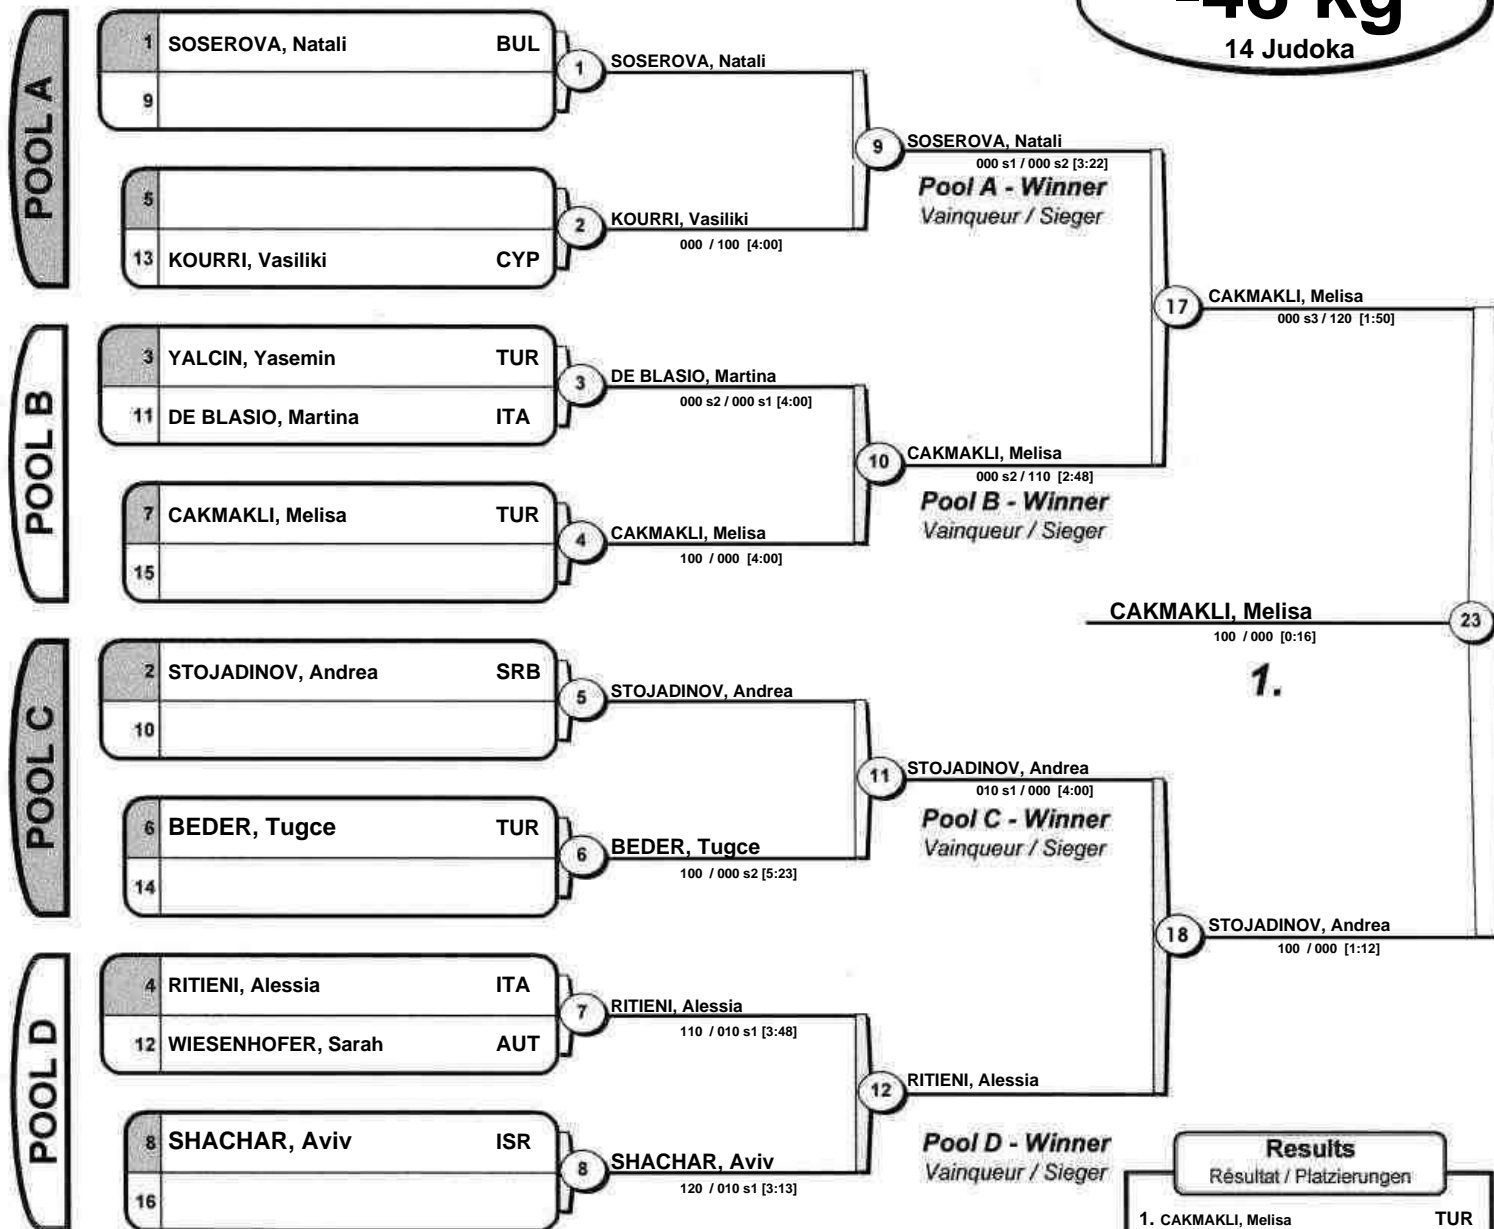 -48 kg
14 Judoka
POOL A
1 SOSEROVA, Natali BUL
9
1 SOSEROVA, Natali
5
13 KOURRI, Vasiliki CYP
2 KOURRI, Vasiliki
000 / 100 [4:00]
9 SOSEROVA, Natali
000 s1 / 000 s2 [3:22]
Pool A - Winner
Vainqueur / Sieger
POOL B
3 YALCIN, Yasemin TUR
11 DE BLASIO, Martina ITA
3 DE BLASIO, Martina
000 s2 / 000 s1 [4:00]
7 CAKMAKLI, Melisa TUR
15
4 CAKMAKLI, Melisa
100 / 000 [4:00]
10 CAKMAKLI, Melisa
000 s2 / 110 [2:48]
Pool B - Winner
Vainqueur / Sieger
17 CAKMAKLI, Melisa
000 s3 / 120 [1:50]
CAKMAKLI, Melisa 23
100 / 000 [0:16]
1.
POOL C
2 STOJADINOV, Andrea SRB
10
5 STOJADINOV, Andrea
6 BEDER, Tugce TUR
14
6 BEDER, Tugce
100 / 000 s2 [5:23]
11 STOJADINOV, Andrea
010 s1 / 000 [4:00]
Pool C - Winner
Vainqueur / Sieger
18 STOJADINOV, Andrea
100 / 000 [1:12]
POOL D
4 RITIENI, Alessia ITA
12 WIESENHOFER, Sarah AUT
7 RITIENI, Alessia
110 / 010 s1 [3:48]
8 SHACHAR, Aviv ISR
16
8 SHACHAR, Aviv
120 / 010 s1 [3:13]
12 RITIENI, Alessia
Pool D - Winner
Vainqueur / Sieger
Results
Résultat / Platzierungen
1. CAKMAKLI, Melisa TUR